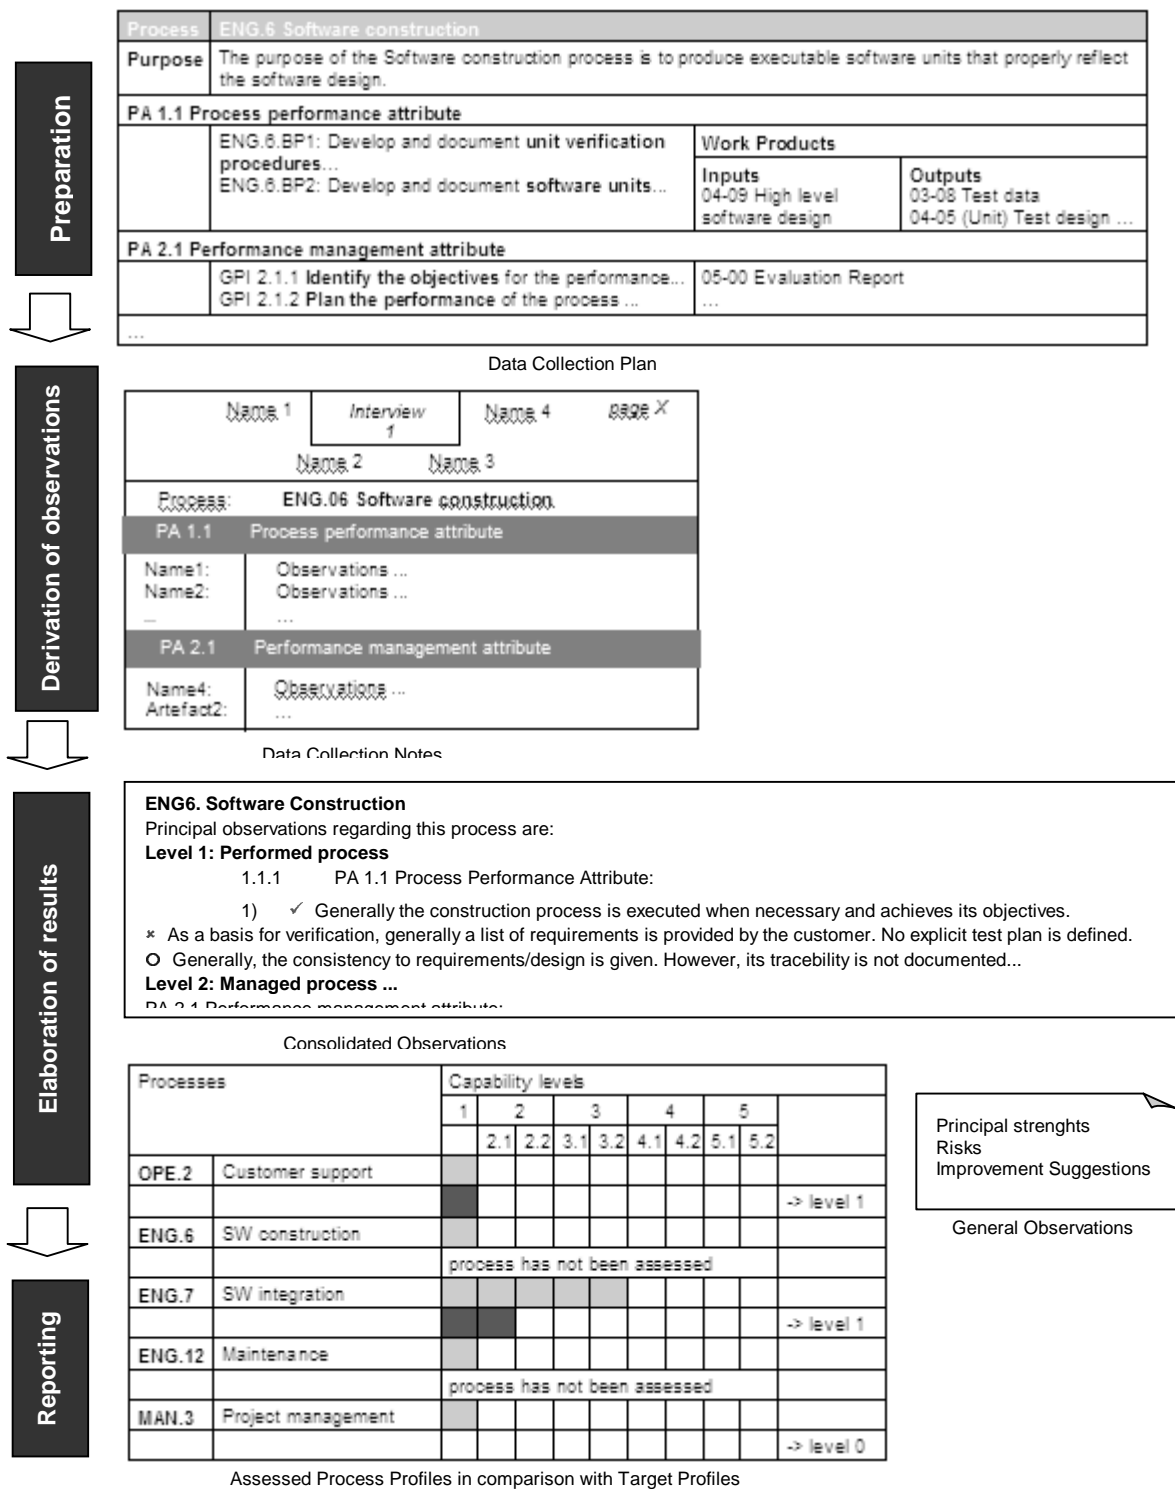 Process ENG.6 Software construction
Purpose The purpose of the Software construction process is to produce executable software units that properly reflect
the software design.
PA 1.1 Process performance attribute
ENG.6.BP1: Develop and document unit verification
procedures...
ENG.6.BP2: Develop and document software units...
Work Products
Inputs
04-09 High level
software design
Outputs
03-08 Test data
04-05 (Unit) Test design ...
PA 2.1 Performance management attribute
GPI 2.1.1 Identify the objectives for the performance...
GPI 2.1.2 Plan the performance of the process ...
05-00 Evaluation Report
...
...
Preparation
Data Collection Plan
Derivation of observations
Name 1 Interview Name 4 page X
1
Name 2 Name 3
Process: ENG.06 Software construction
PA 1.1 Process performance attribute
Name1: Observations ...
Name2: Observations ...
... ...
PA 2.1 Performance management attribute
Name4: Observations ...
Artefact2: ...
Data Collection Notes
Elaboration of results
ENG6. Software Construction
Principal observations regarding this process are:
Level 1: Performed process
1.1.1 PA 1.1 Process Performance Attribute:
1) ✓ Generally the construction process is executed when necessary and achieves its objectives.
× As a basis for verification, generally a list of requirements is provided by the customer. No explicit test plan is defined.
O Generally, the consistency to requirements/design is given. However, its tracebility is not documented...
Level 2: Managed process ...
PA 2.1 Performance management attribute:
Consolidated Observations
Processes Capability levels
1 2 3 4 5
2.1 2.2 3.1 3.2 4.1 4.2 5.1 5.2
OPE.2 Customer support
-> level 1
ENG.6 SW construction
process has not been assessed
ENG.7 SW integration
-> level 1
ENG.12 Maintenance
process has not been assessed
MAN.3 Project management
-> level 0
Principal strenghts
Risks
Improvement Suggestions
General Observations
Reporting
Assessed Process Profiles in comparison with Target Profiles